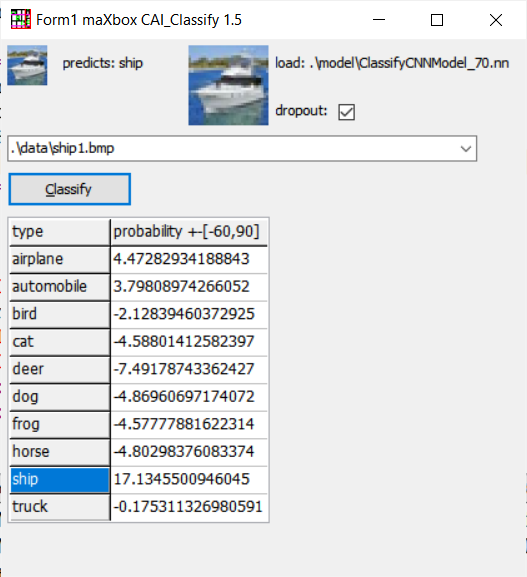 Form1 maXbox CAI_Classify 1.5
predicts: ship
load: .\model\ClassifyCNNModel_70.nn
dropout:
.\data\ship1.bmp
Classify
type probability +-[-60,90]
airplane 4.47282934188843
automobile 3.79808974266052
bird -2.12839460372925
cat -4.58801412582397
deer -7.49178743362427
dog -4.86960697174072
frog -4.57777881622314
horse -4.80298376083374
ship 17.1345500946045
truck -0.175311326980591